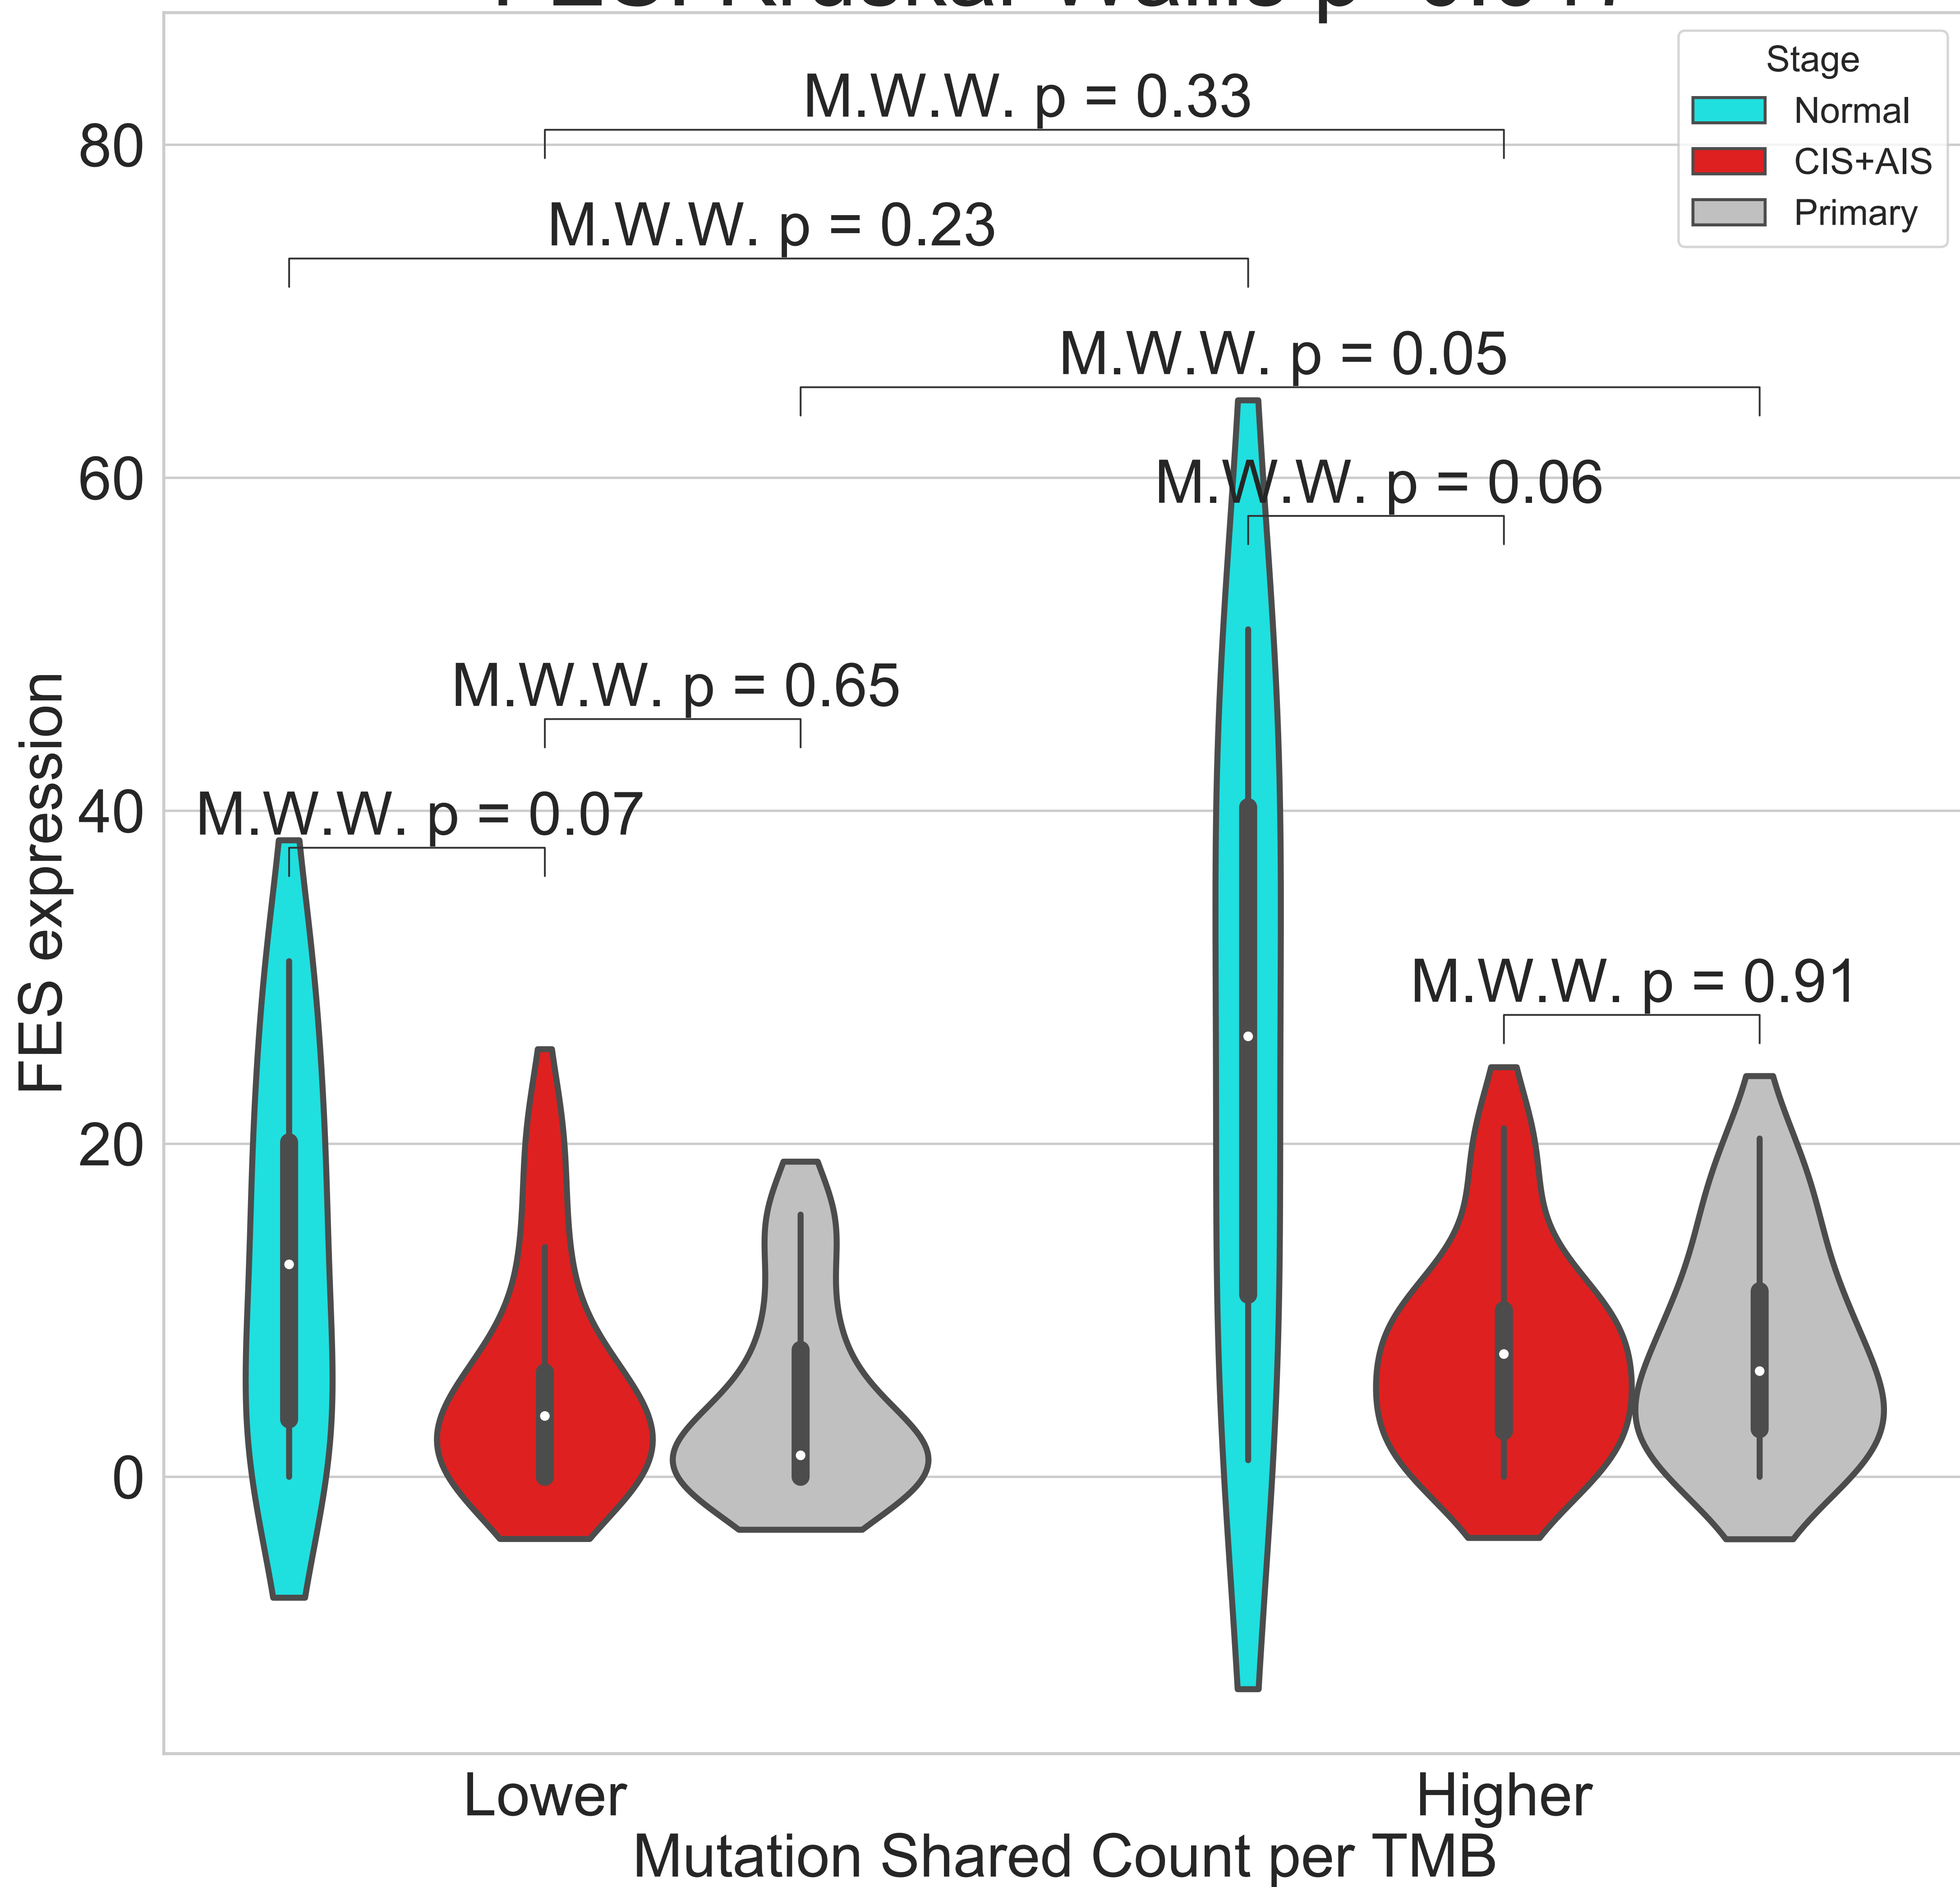 Stage
Normal
CIS+AIS
Primary
M.W.W. p = 0.33
M.W.W. p = 0.23
M.W.W. p = 0.05
M.W.W. p = 0.06
M.W.W. p = 0.65
M.W.W. p = 0.07
M.W.W. p = 0.91
80
60
40
20
0
FES expression
Lower
Higher
Mutation Shared Count per TMB